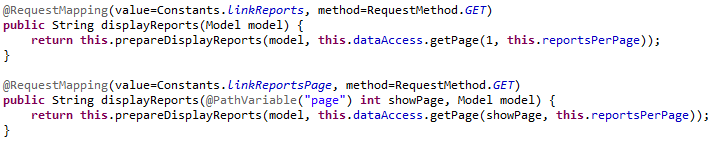 @RequestMapping(value=Constants.linkReports, method=RequestMethod.GET)
public String displayReports(Model model) {
    return this.prepareDisplayReports(model, this.dataAccess.getPage(1, this.reportsPerPage));
}
@RequestMapping(value=Constants.linkReportsPage, method=RequestMethod.GET)
public String displayReports(@PathVariable("page") int showPage, Model model) {
    return this.prepareDisplayReports(model, this.dataAccess.getPage(showPage, this.reportsPerPage));
}